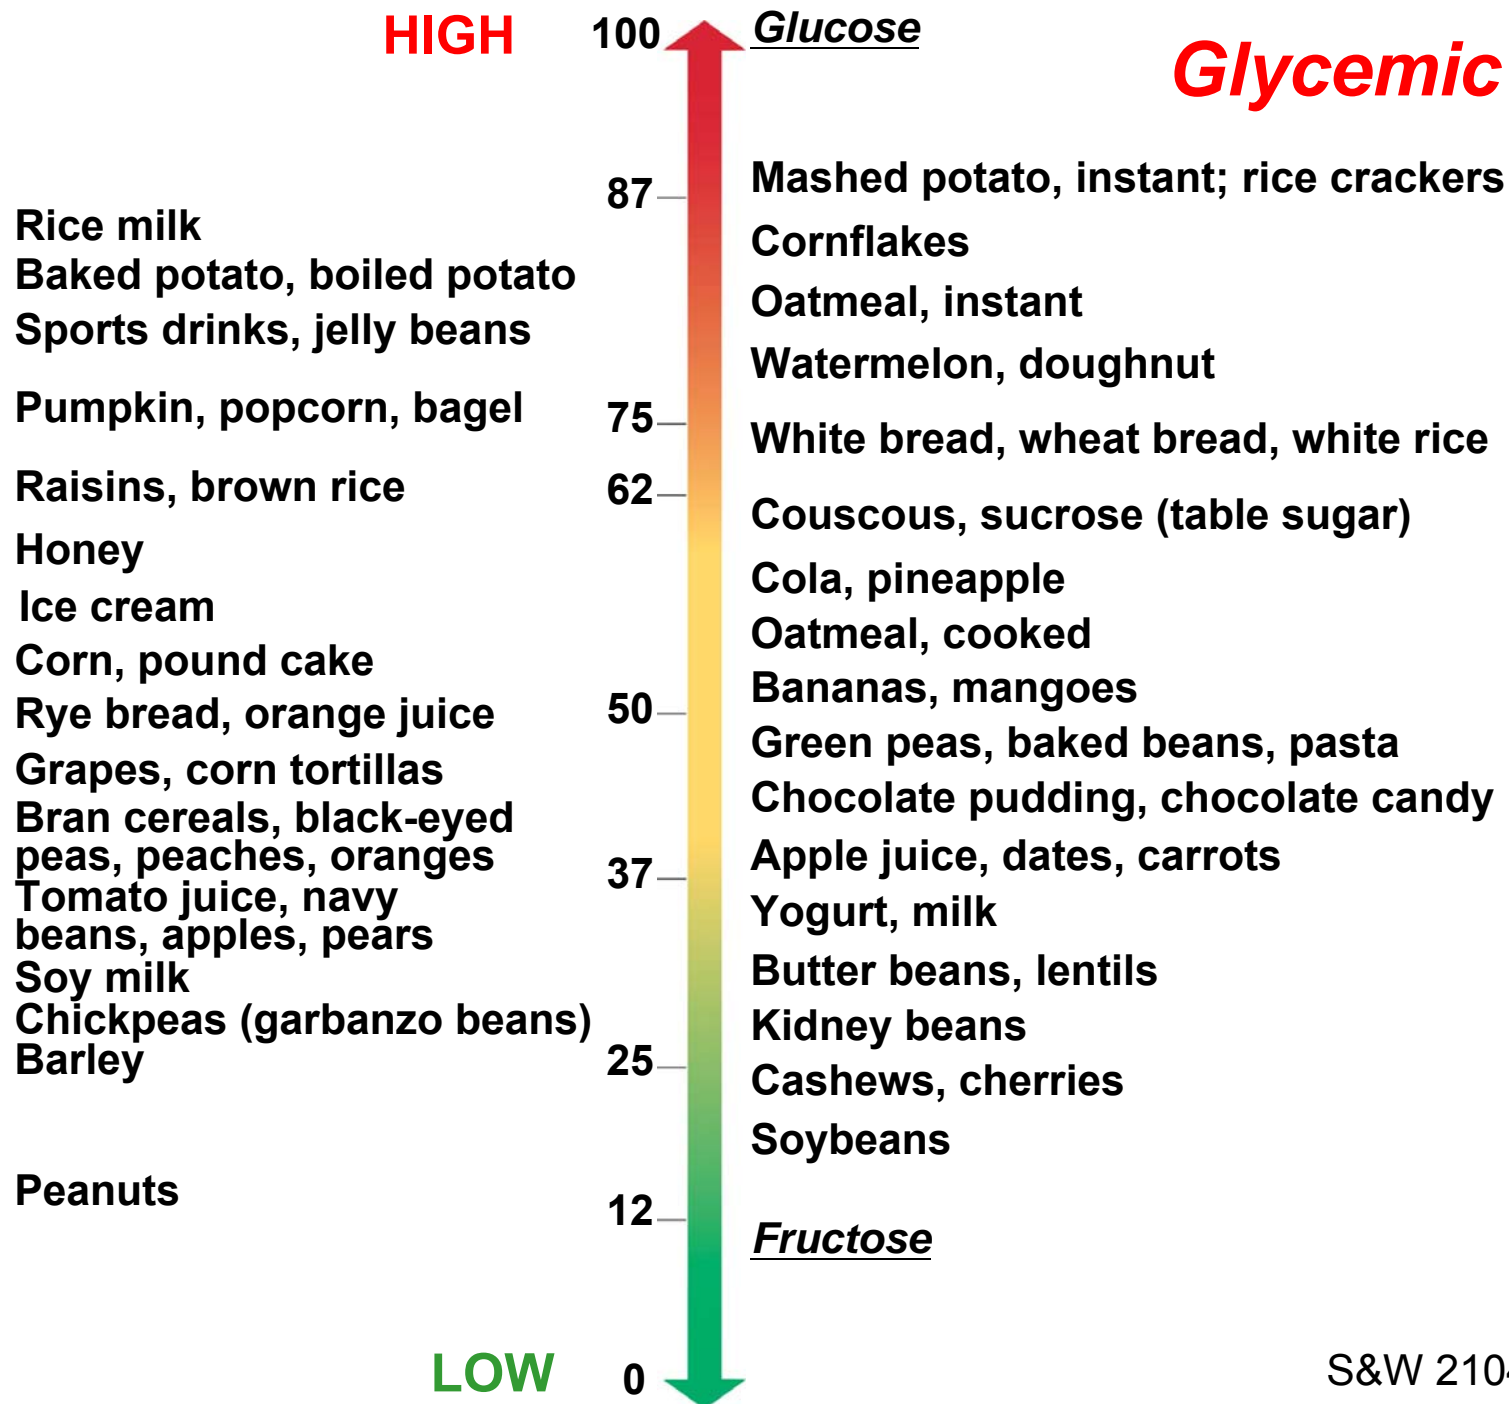 HIGH
100
Glucose
Glycemic
87
Mashed potato, instant; rice crackers
Rice milk
Cornflakes
Baked potato, boiled potato
Oatmeal, instant
Sports drinks, jelly beans
Watermelon, doughnut
Pumpkin, popcorn, bagel
75
White bread, wheat bread, white rice
Raisins, brown rice
62
Couscous, sucrose (table sugar)
Honey
Cola, pineapple
Ice cream
Oatmeal, cooked
Corn, pound cake
Bananas, mangoes
Rye bread, orange juice
50
Green peas, baked beans, pasta
Grapes, corn tortillas
Chocolate pudding, chocolate candy
Bran cereals, black-eyed
peas, peaches, oranges
Apple juice, dates, carrots
37
Tomato juice, navy
beans, apples, pears
Yogurt, milk
Soy milk
Butter beans, lentils
Chickpeas (garbanzo beans)
Kidney beans
Barley
25
Cashews, cherries
Soybeans
Peanuts
12
Fructose
LOW
0
S&W 2104